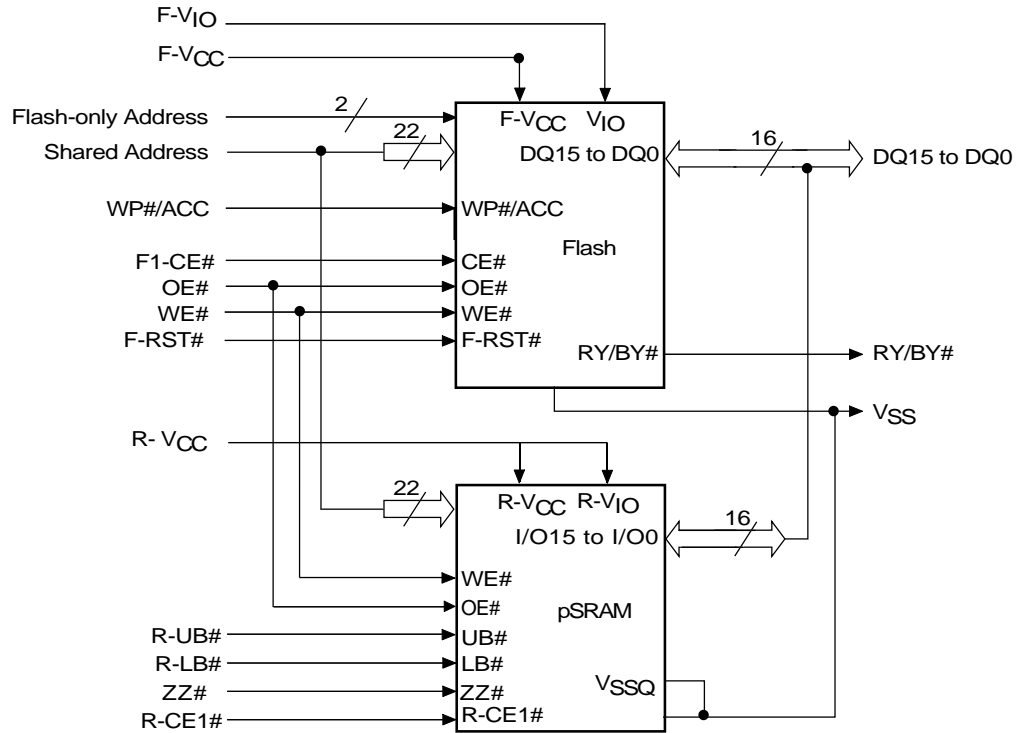 F-VIO
F-VCC
Flash-only Address
2
Shared Address
22
F-VCC VIO
DQ15 to DQ0
16
DQ15 to DQ0
WP#/ACC
WP#/ACC
Flash
F1-CE#
CE#
OE#
OE#
WE#
WE#
F-RST#
F-RST#
RY/BY#
RY/BY#
VSS
R- VCC
22
R-VCC R-VIO
I/O15 to I/O0
16
WE#
OE#
pSRAM
R-UB#
UB#
R-LB#
LB#
ZZ#
ZZ#
VSSQ
R-CE1#
R-CE1#